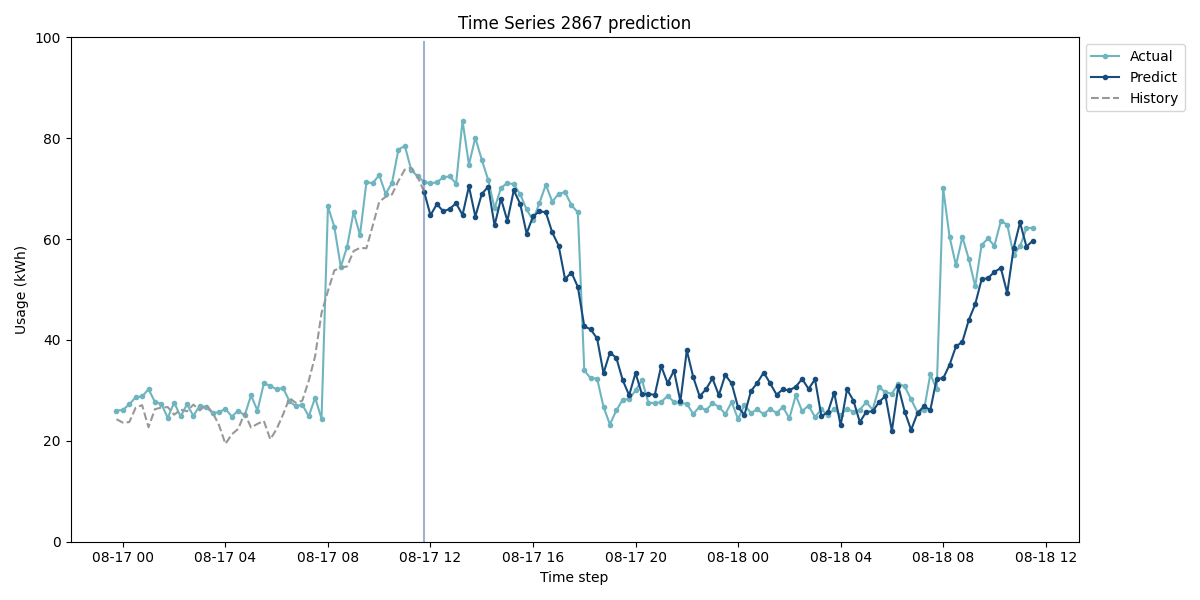 Time Series 2867 prediction
Usage (kWh)
100
80
60
40
20
0
08-17 00
08-17 04
08-17 08
08-17 12
08-17 16
08-17 20
08-18 00
08-18 04
08-18 08
08-18 12
Time step
Actual
Predict
History